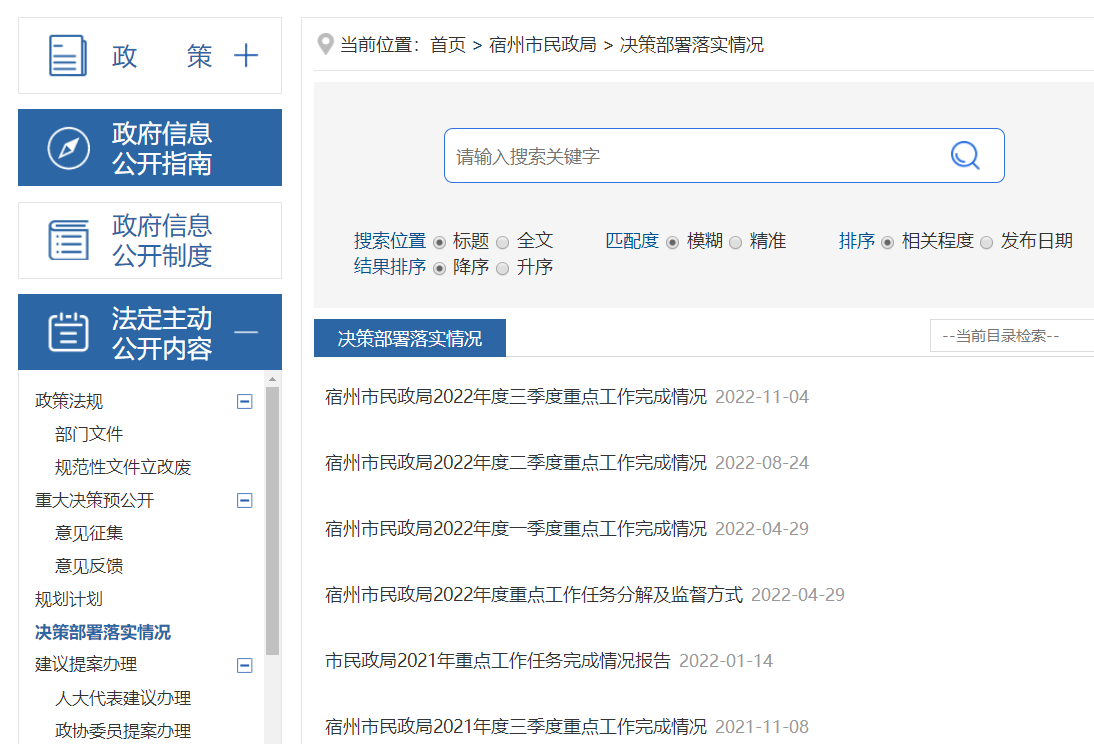 政 策
政府信息
公开指南
政府信息
公开制度
法定主动
公开内容
政策法规
部门文件
规范性文件立改废
重大决策预公开
意见征集
意见反馈
规划计划
决策部署落实情况
建议提案办理
人大代表建议办理
政协委员提案办理
当前位置：首页 > 宿州市民政局 > 决策部署落实情况
请输入搜索关键字
搜索位置 标题 全文 匹配度 模糊 精准 排序 相关程度 发布日期
结果排序 降序 升序
决策部署落实情况 --当前目录检索--
宿州市民政局2022年度三季度重点工作完成情况 2022-11-04
宿州市民政局2022年度二季度重点工作完成情况 2022-08-24
宿州市民政局2022年度一季度重点工作完成情况 2022-04-29
宿州市民政局2022年度重点工作任务分解及监督方式 2022-04-29
市民政局2021年重点工作任务完成情况报告 2022-01-14
宿州市民政局2021年度三季度重点工作完成情况 2021-11-08